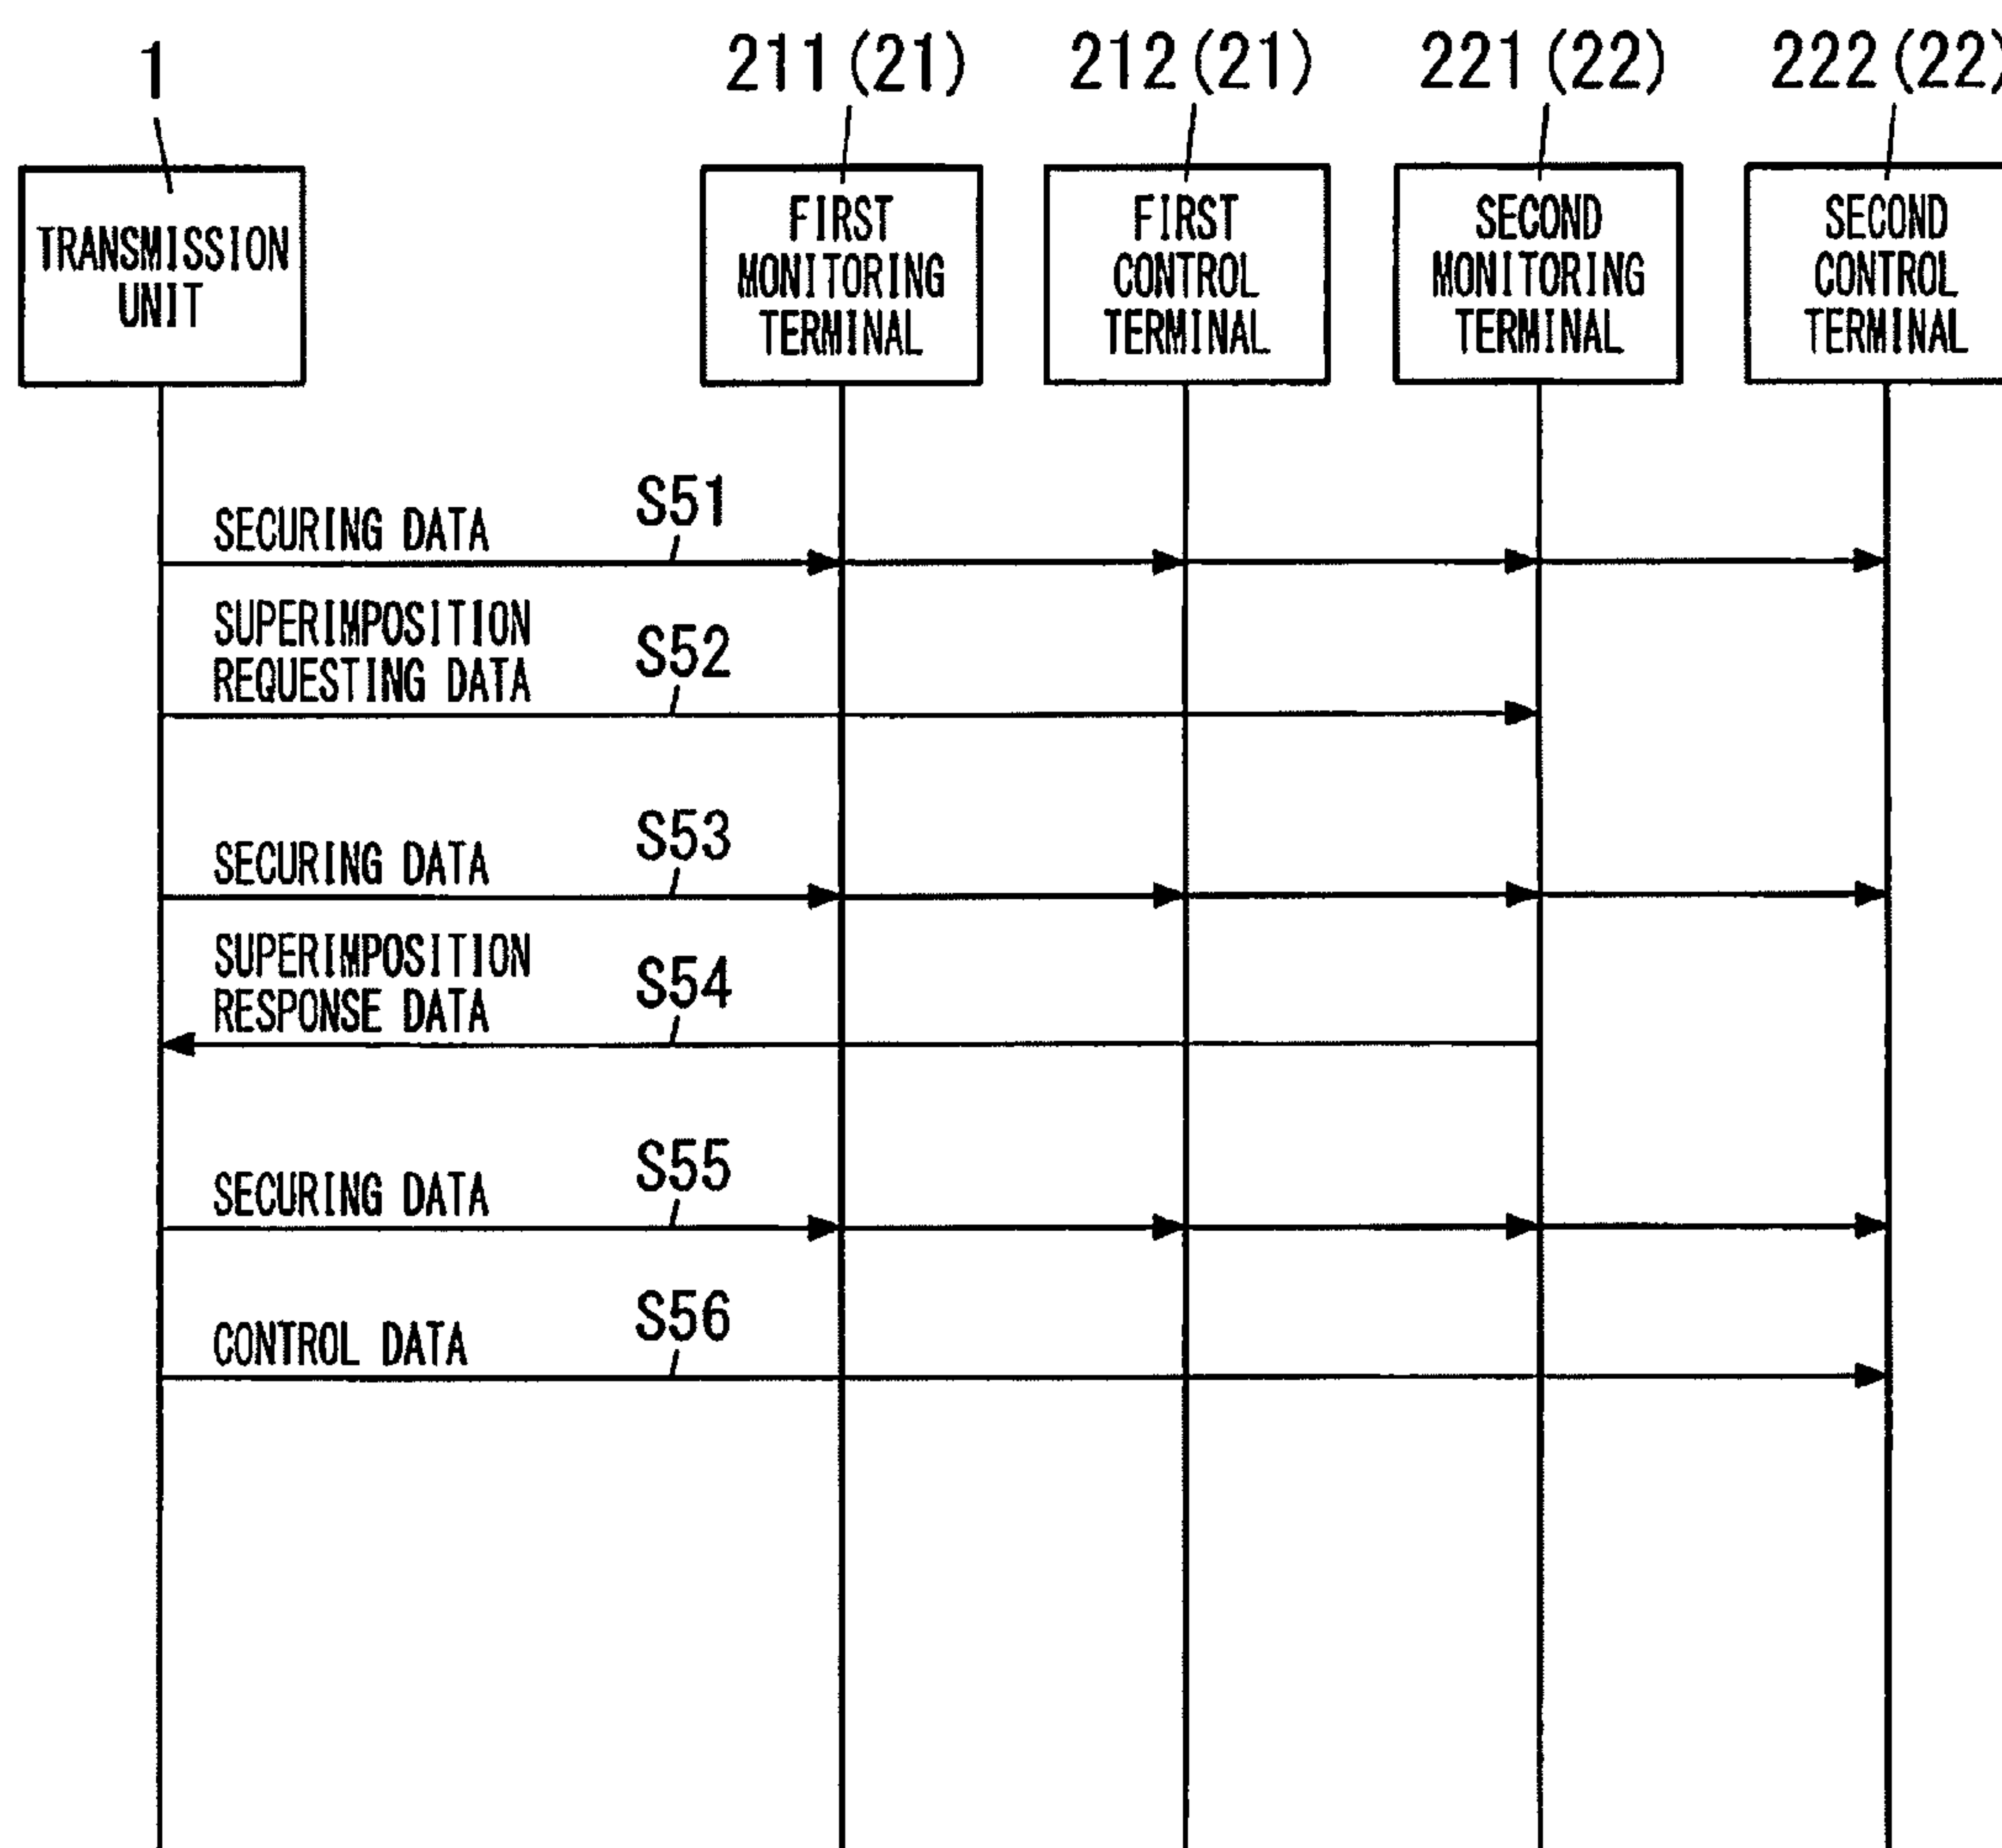 1
211(21)
212(21)
221(22)
222(22)
TRANSMISSION
UNIT
FIRST
MONITORING
TERMINAL
FIRST
CONTROL
TERMINAL
SECOND
MONITORING
TERMINAL
SECOND
CONTROL
TERMINAL
SECURING DATA
S51
SUPERIMPOSITION
REQUESTING DATA
S52
SECURING DATA
S53
SUPERIMPOSITION
RESPONSE DATA
S54
SECURING DATA
S55
CONTROL DATA
S56